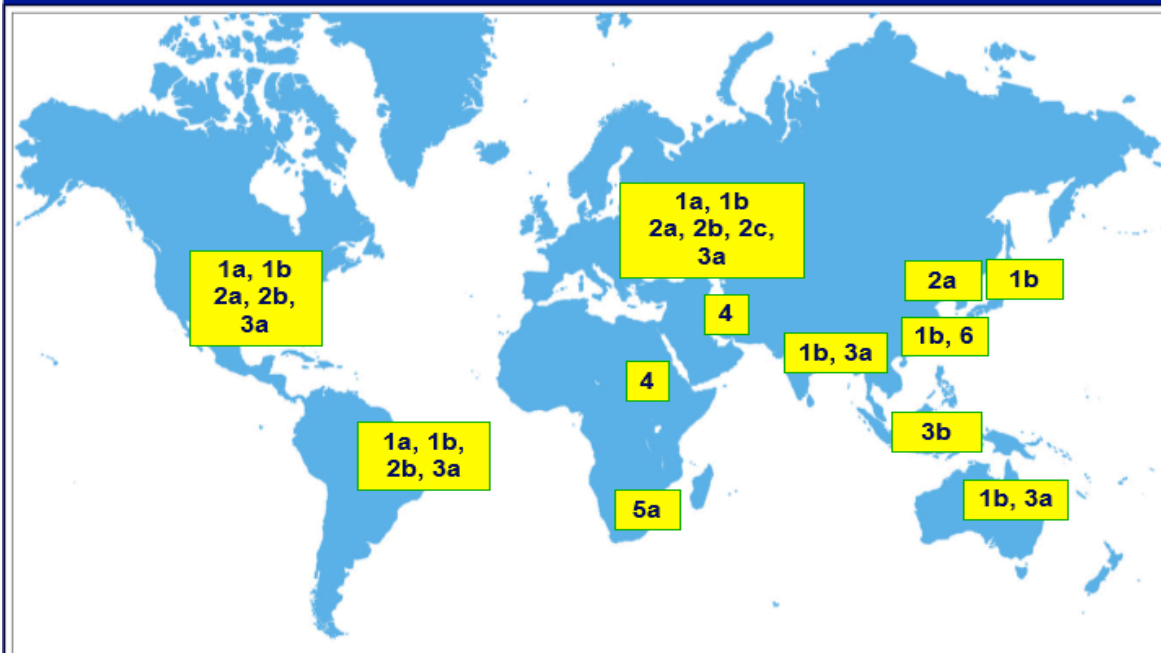 1a, 1b
2a, 2b, 2c,
3a
1a, 1b
2a, 2b,
3a
2a
1b
4
1b, 6
1b, 3a
4
1a, 1b,
2b, 3a
3b
5a
1b, 3a